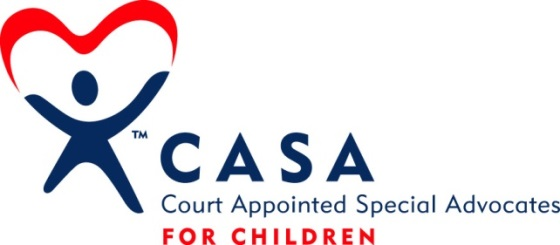 ™ CASA
Court Appointed Special Advocates
FOR CHILDREN